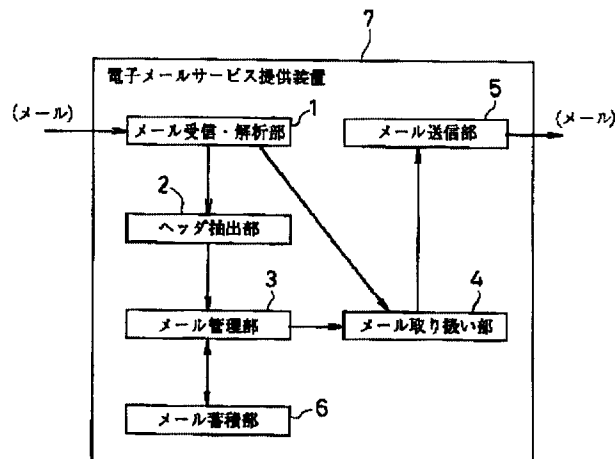 7
電子メールサービス提供装置
(メール)
1
メール受信・解析部
5
メール送信部
(メール)
2
ヘッダ抽出部
3
メール管理部
4
メール取り扱い部
メール蓄積部
6